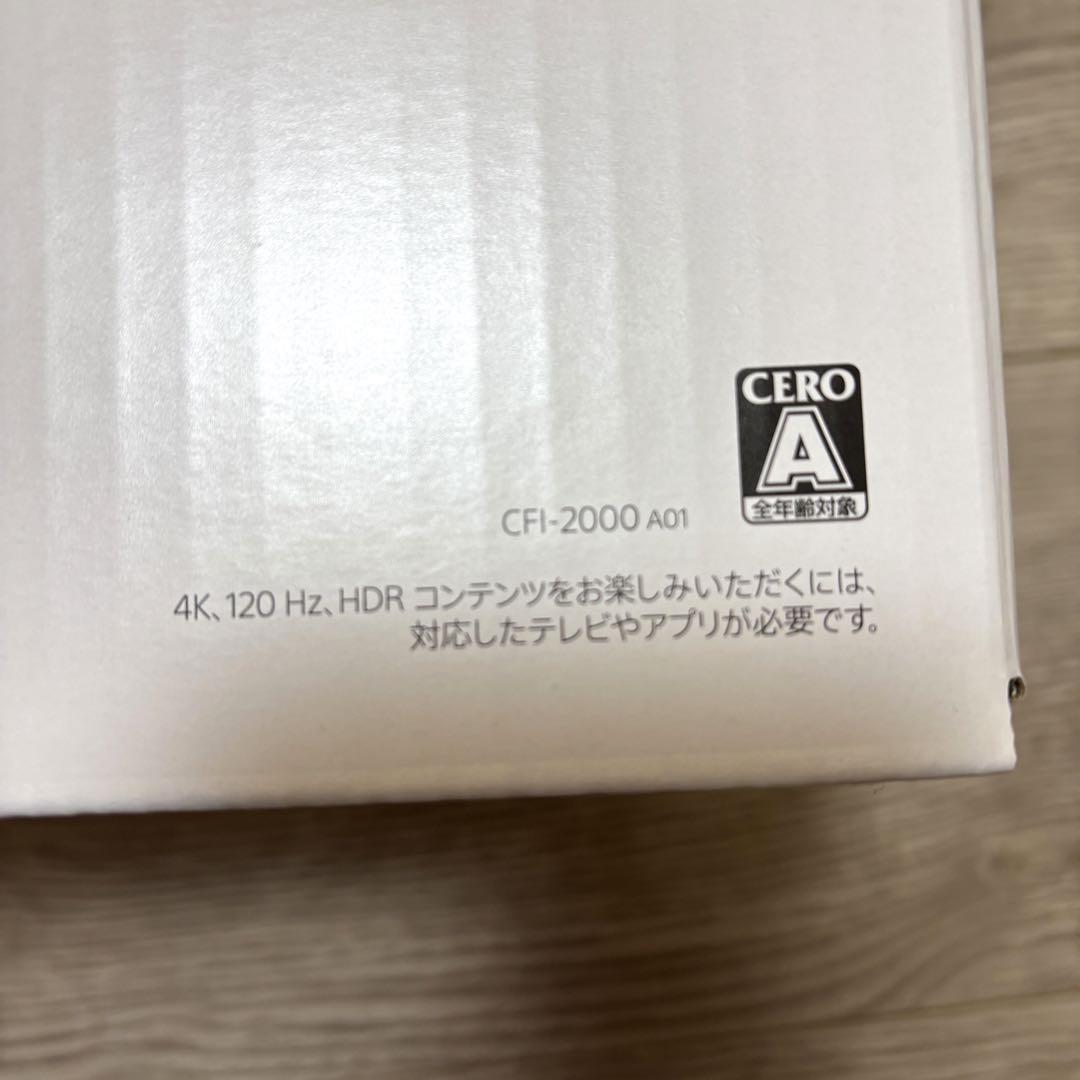 CERO
A
全年齢対象
CFI-2000 A01
4K、120 Hz、HDR コンテンツをお楽しみいただくには、
対応したテレビやアプリが必要です。